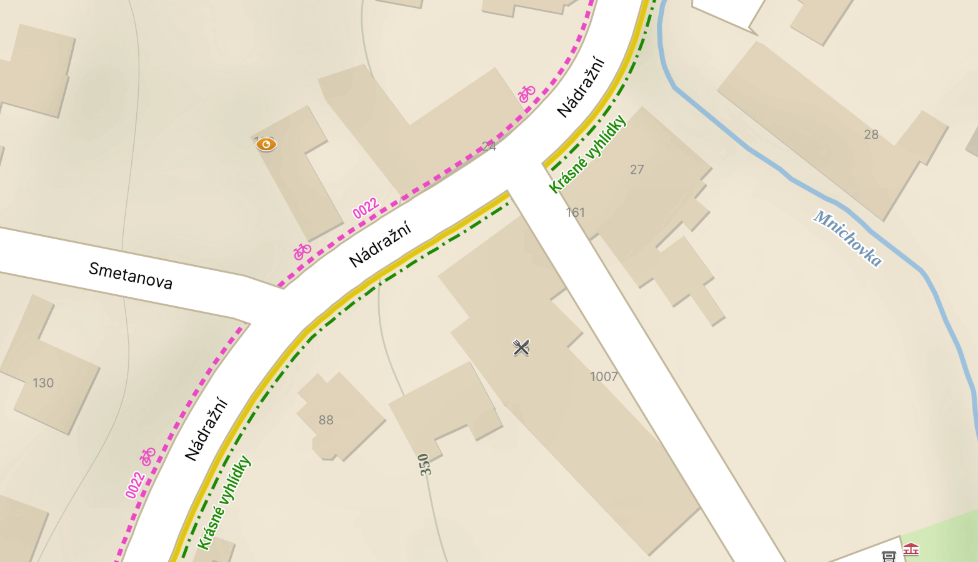 Nádražní
24
Krásné vyhlídky
28
27
0022
161
Nádražní
Mnichovka
Smetanova
1007
130
88
Nádražní
350
0022
Krásné vyhlídky